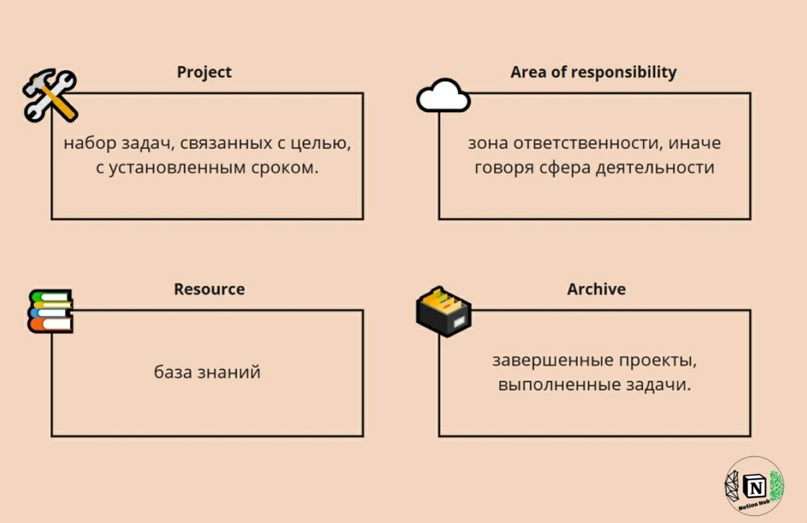 Project
набор задач, связанных с целью,
с установленным сроком.
Area of responsibility
зона ответственности, иначе
говоря сфера деятельности
Resource
база знаний
Archive
завершенные проекты,
выполненные задачи.
N
Notion Hub